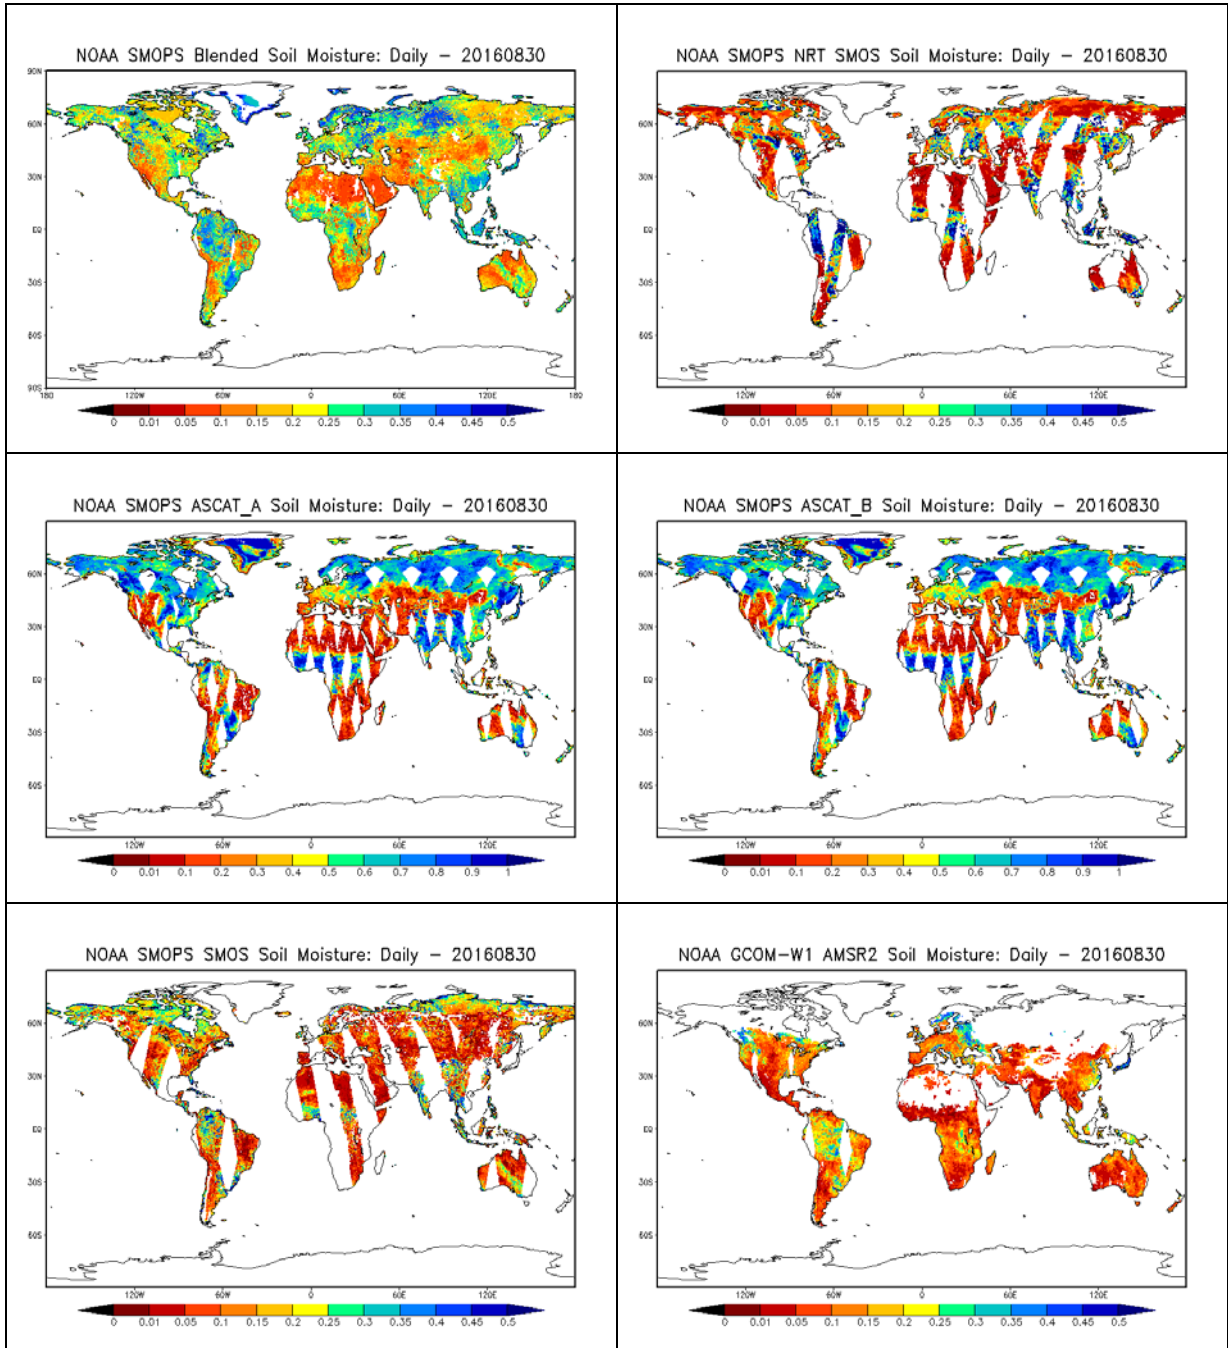 NOAA SMOPS Blended Soil Moisture: Daily - 20160830
90N
60N
30N
EQ
30S
60S
90S
180 120W 60W 0 60E 120E 180
0 0.01 0.05 0.1 0.15 0.2 0.25 0.3 0.35 0.4 0.45 0.5
NOAA SMOPS NRT SMOS Soil Moisture: Daily - 20160830
60N
30N
EQ
30S
60S
120W 60W 0 60E 120E
0 0.01 0.05 0.1 0.15 0.2 0.25 0.3 0.35 0.4 0.45 0.5
NOAA SMOPS ASCAT_A Soil Moisture: Daily - 20160830
60N
30N
EQ
30S
60S
120W 60W 0 60E 120E
0 0.01 0.1 0.2 0.3 0.4 0.5 0.6 0.7 0.8 0.9 1
NOAA SMOPS ASCAT_B Soil Moisture: Daily - 20160830
60N
30N
EQ
30S
60S
120W 60W 0 60E 120E
0 0.01 0.1 0.2 0.3 0.4 0.5 0.6 0.7 0.8 0.9 1
NOAA SMOPS SMOS Soil Moisture: Daily - 20160830
60N
30N
EQ
30S
60S
120W 60W 0 60E 120E
0 0.01 0.05 0.1 0.15 0.2 0.25 0.3 0.35 0.4 0.45 0.5
NOAA GCOM-W1 AMSR2 Soil Moisture: Daily - 20160830
60N
30N
EQ
30S
60S
120W 60W 0 60E 120E
0 0.01 0.05 0.1 0.15 0.2 0.25 0.3 0.35 0.4 0.45 0.5